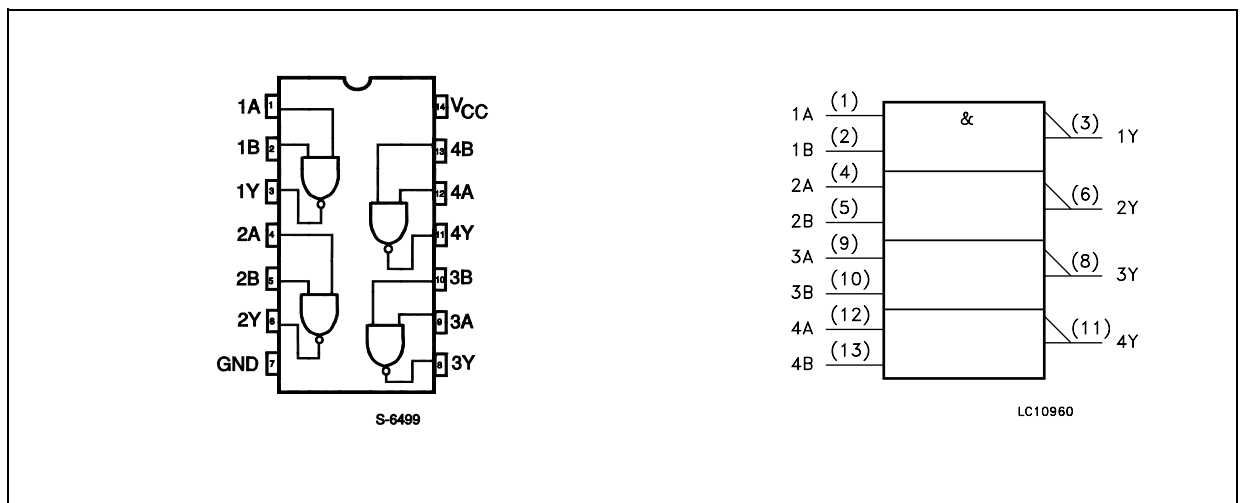 1A 1
1B 2
1Y 3
2A 4
2B 5
2Y 6
GND 7
14 VCC
13 4B
12 4A
11 4Y
10 3B
9 3A
8 3Y
S-6499
&
1A (1)
1B (2)
2A (4)
2B (5)
3A (9)
3B (10)
4A (12)
4B (13)
(3) 1Y
(6) 2Y
(8) 3Y
(11) 4Y
LC10960